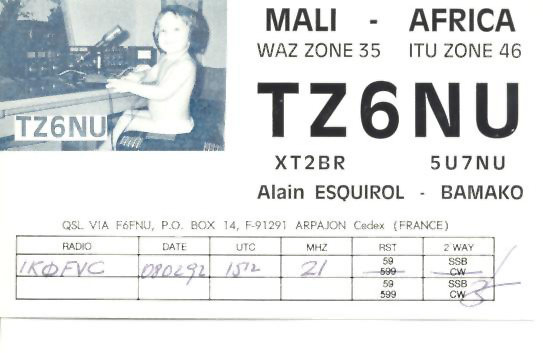 MALI - AFRICA
WAZ ZONE 35 ITU ZONE 46
TZ6NU
TZ6NU
XT2BR 5U7NU
Alain ESQUIROL - BAMAKO
QSL VIA F6FNU, P.O. BOX 14, F-91291 ARPAJON Cedex (FRANCE)
RADIO DATE UTC MHZ RST 2 WAY
IKØFVC 080292 1512 21 59 SSB
599 CW
59 SSB
599 CW